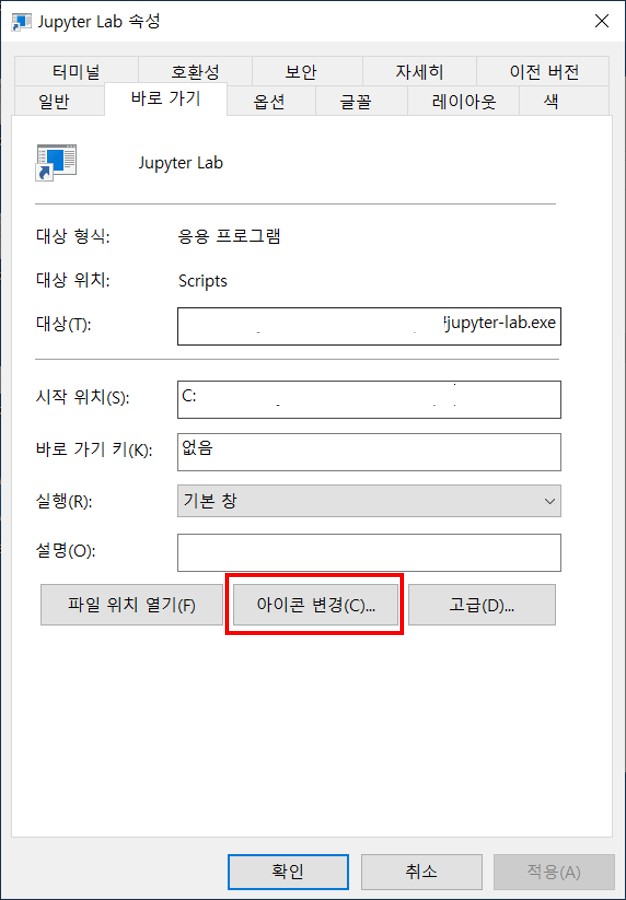 Jupyter Lab 속성
터미널 호환성 보안 자세히 이전 버전
일반 바로 가기 옵션 글꼴 레이아웃 색
Jupyter Lab
대상 형식: 응용 프로그램
대상 위치: Scripts
대상(T): jupyter-lab.exe
시작 위치(S): C:
바로 가기 키(K): 없음
실행(R): 기본 창
설명(O):
파일 위치 열기(F) 아이콘 변경(C)... 고급(D)...
확인 취소 적용(A)